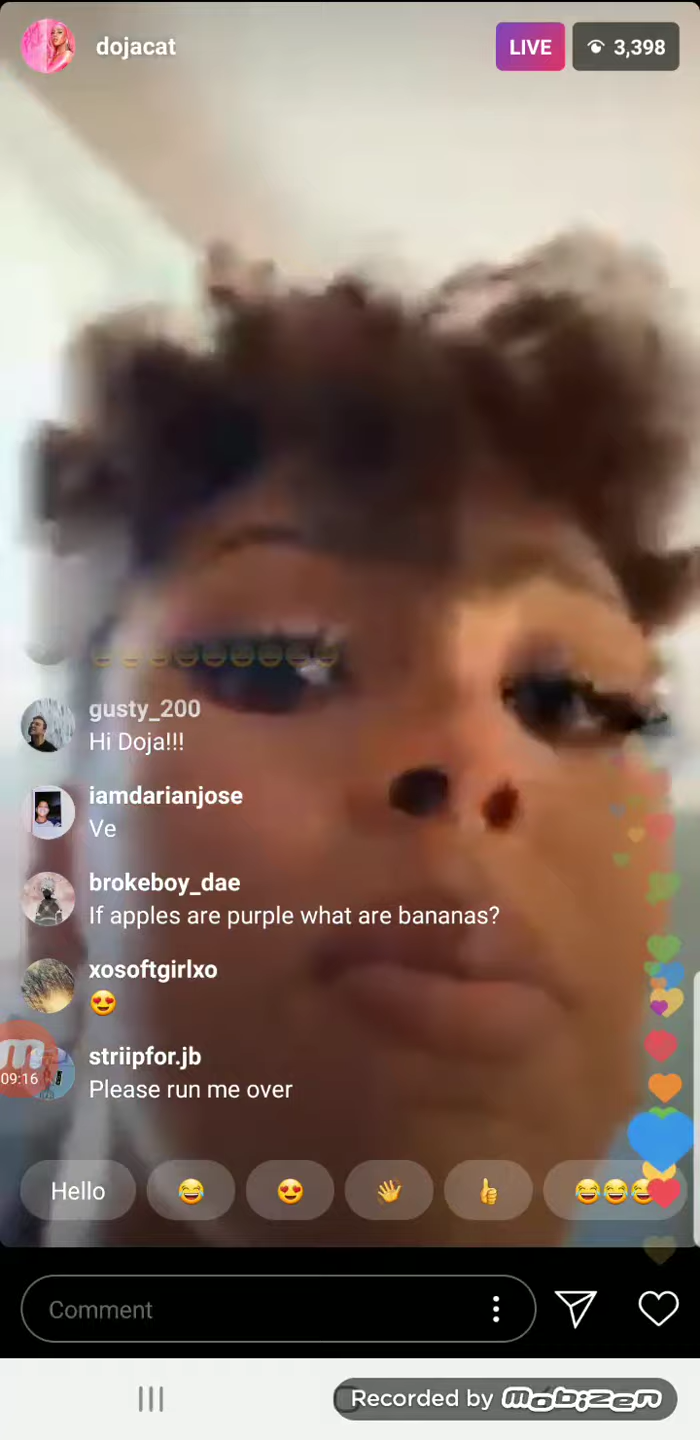 dojacat
LIVE
3,398
gusty_200
Hi Doja!!!
iamdarianjose
Ve
brokeboy_dae
If apples are purple what are bananas?
xosoftgirlxo
😍
striipfor.jb
09:16
Please run me over
Hello 😂 😍 👋 👍 😂😂😂
Comment
Recorded by mobizen